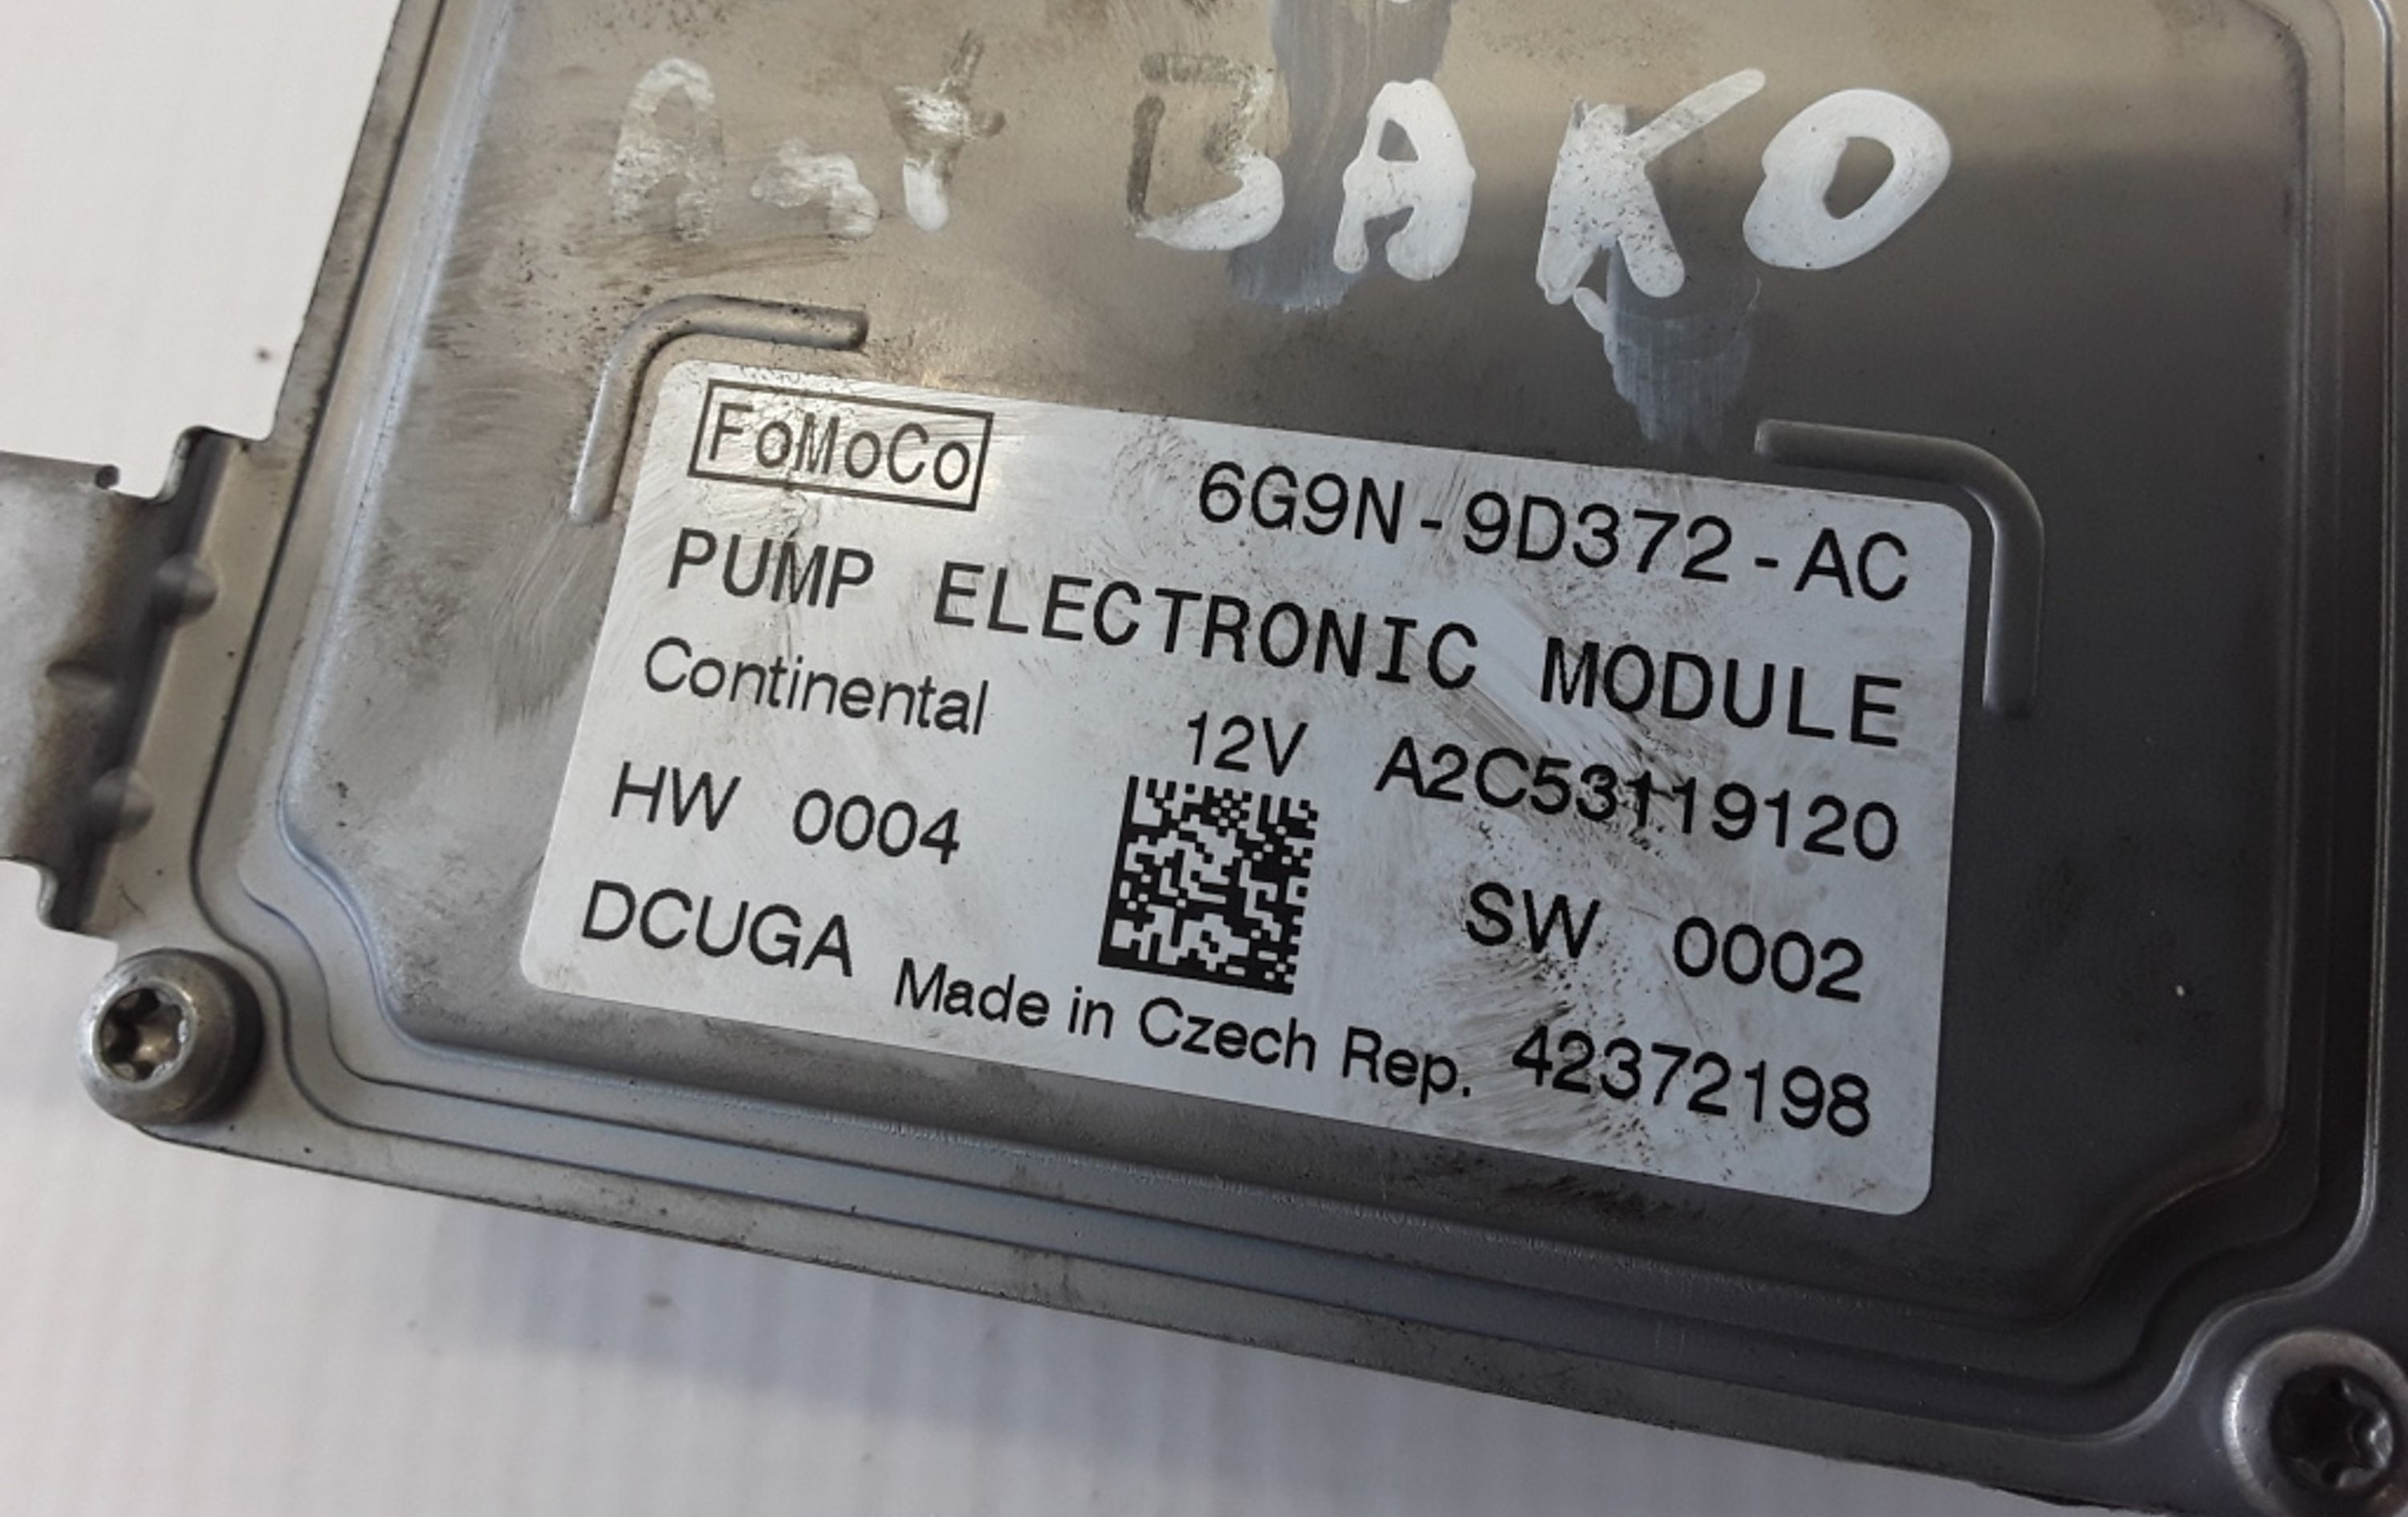 BAKO
FoMoCo 6G9N-9D372-AC
PUMP ELECTRONIC MODULE
Continental 12V A2C53119120
HW 0004 SW 0002
DCUGA Made in Czech Rep. 42372198